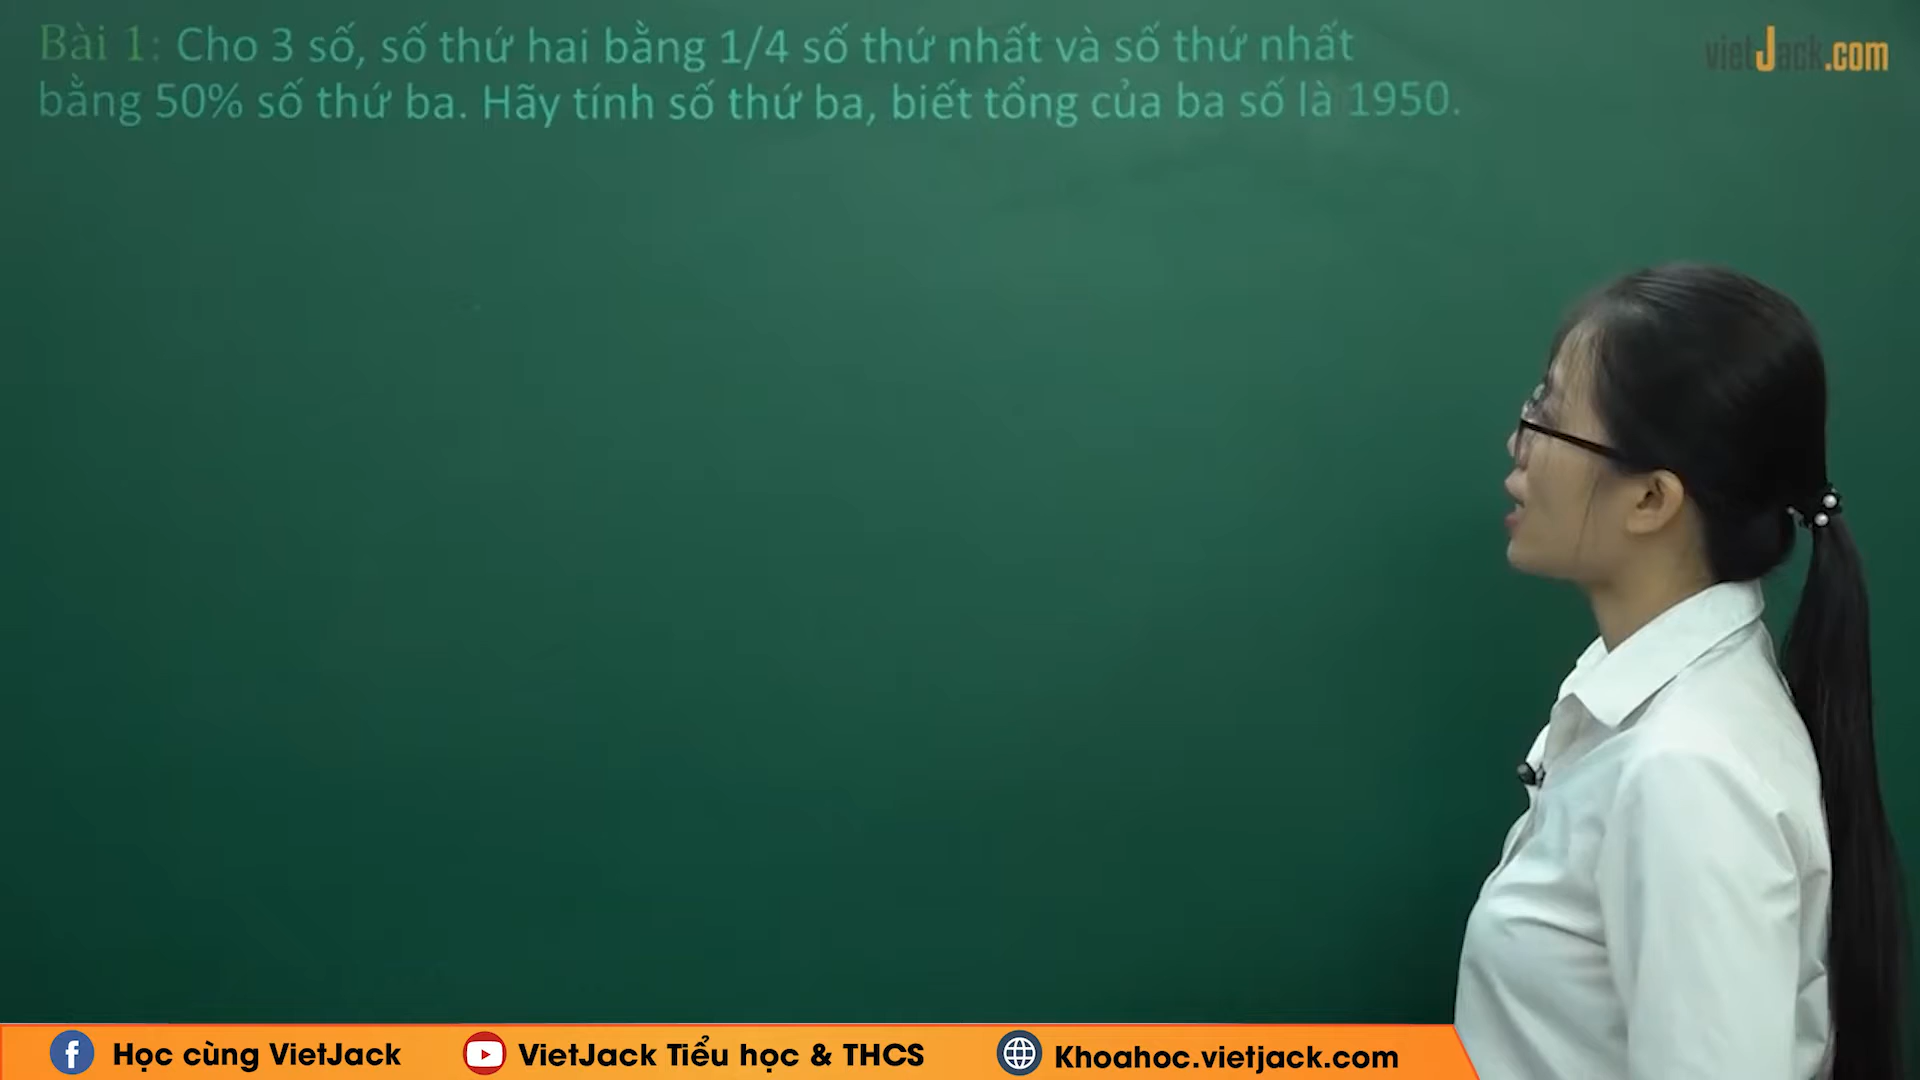 Bài 1: Cho 3 số, số thứ hai bằng 1/4 số thứ nhất và số thứ nhất
bằng 50% số thứ ba. Hãy tính số thứ ba, biết tổng của ba số là 1950.
vietJack.com
Học cùng VietJack
VietJack Tiểu học & THCS
Khoahoc.vietjack.com